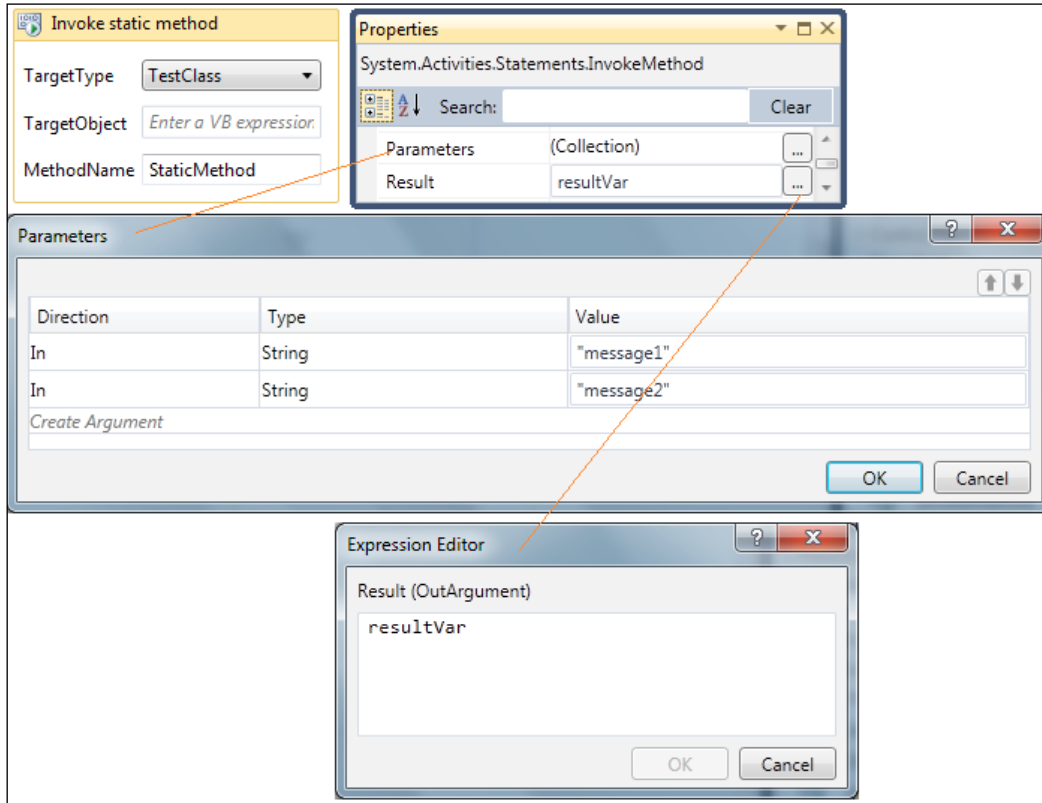 Invoke static method
TargetType TestClass
TargetObject Enter a VB expression.
MethodName StaticMethod
Properties
System.Activities.Statements.InvokeMethod
A Z Search: Clear
Parameters (Collection) ...
Result resultVar ...
Parameters
Direction Type Value
In String "message1"
In String "message2"
Create Argument
OK Cancel
Expression Editor
Result (OutArgument)
resultVar
OK Cancel